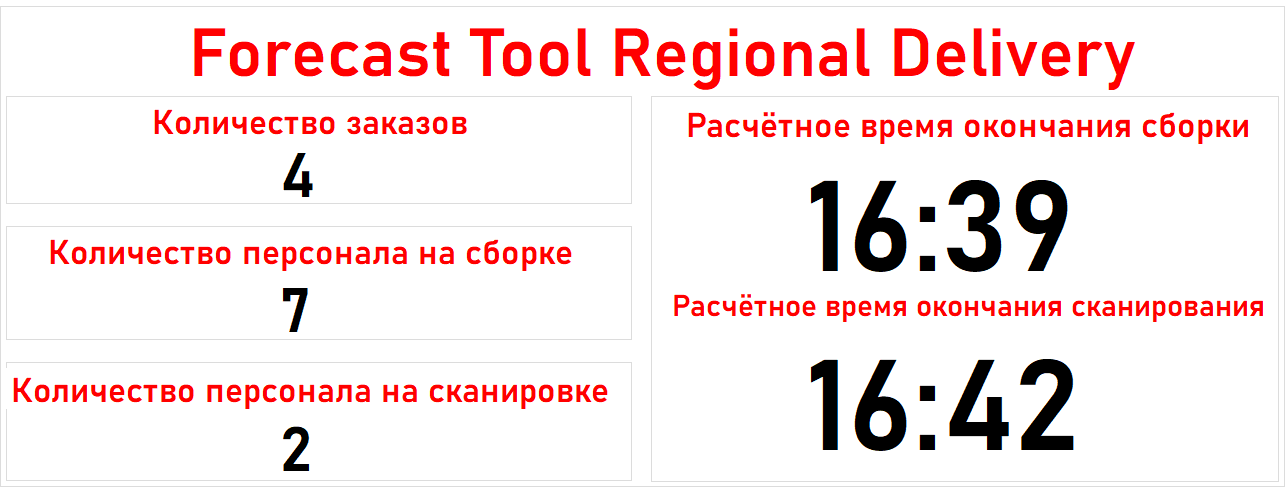 Forecast Tool Regional Delivery
Количество заказов
4
Количество персонала на сборке
7
Количество персонала на сканировке
2
Расчётное время окончания сборки
16:39
Расчётное время окончания сканирования
16:42